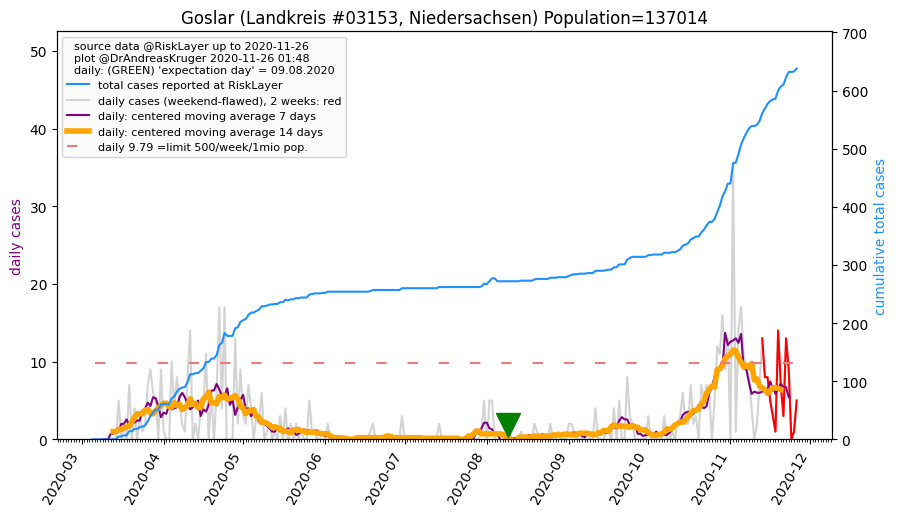 Goslar (Landkreis #03153, Niedersachsen) Population=137014
source data @RiskLayer up to 2020-11-26
plot @DrAndreasKruger 2020-11-26 01:48
daily: (GREEN) 'expectation day' = 09.08.2020
total cases reported at RiskLayer
daily cases (weekend-flawed), 2 weeks: red
daily: centered moving average 7 days
daily: centered moving average 14 days
daily 9.79 =limit 500/week/1mio pop.
daily cases
50
40
30
20
10
0
cumulative total cases
700
600
500
400
300
200
100
0
2020-03
2020-04
2020-05
2020-06
2020-07
2020-08
2020-09
2020-10
2020-11
2020-12